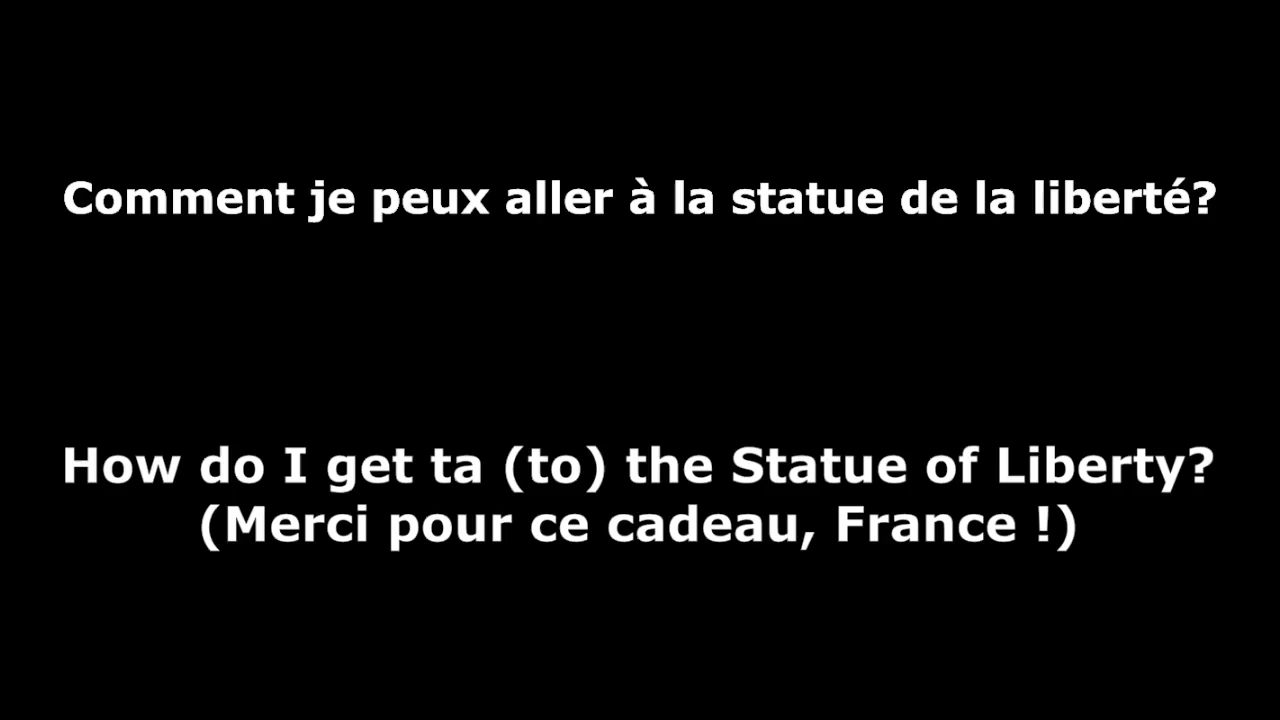 Comment je peux aller à la statue de la liberté?
How do I get ta (to) the Statue of Liberty?
(Merci pour ce cadeau, France !)